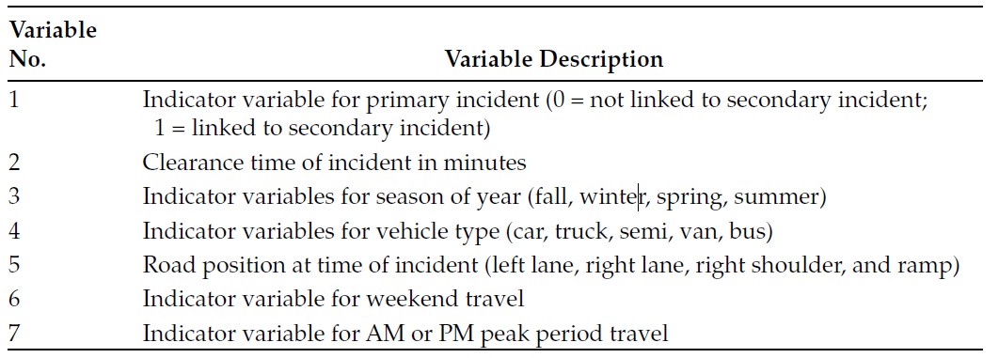 Variable
No. Variable Description
1 Indicator variable for primary incident (0 = not linked to secondary incident;
1 = linked to secondary incident)
2 Clearance time of incident in minutes
3 Indicator variables for season of year (fall, winter, spring, summer)
4 Indicator variables for vehicle type (car, truck, semi, van, bus)
5 Road position at time of incident (left lane, right lane, right shoulder, and ramp)
6 Indicator variable for weekend travel
7 Indicator variable for AM or PM peak period travel